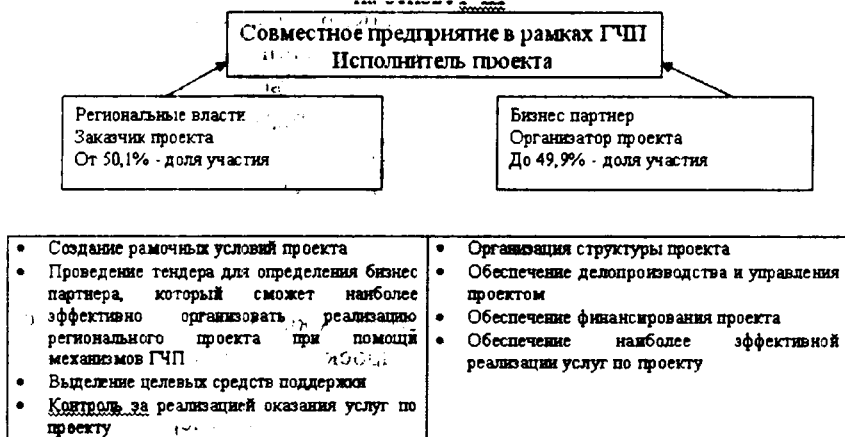 Совместное предприятие в рамках ГЧП
Исполнитель проекта
Региональные власти
Заказчик проекта
От 50,1% - доля участия
Бизнес партнер
Организатор проекта
До 49,9% - доля участия
• Создание рамочных условий проекта
• Проведение тендера для определения бизнес
партнера, который сможет наиболее
эффективно организовать реализацию
регионального проекта при помощи
механизмов ГЧП
• Выделение целевых средств поддержки
• Контроль за реализацией оказания услуг по
проекту
• Организация структуры проекта
• Обеспечение делопроизводства и управления
проектом
• Обеспечение финансирования проекта
• Обеспечение наиболее эффективной
реализации услуг по проекту